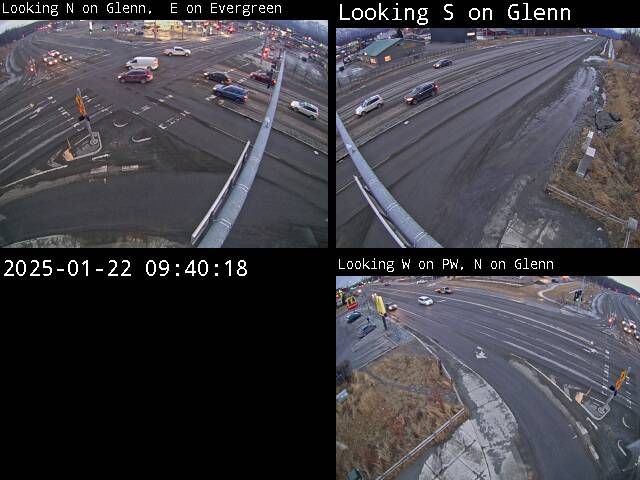 Looking N on Glenn,  E on Evergreen
Looking S on Glenn
2025-01-22 09:40:18
Looking W on PW, N on Glenn